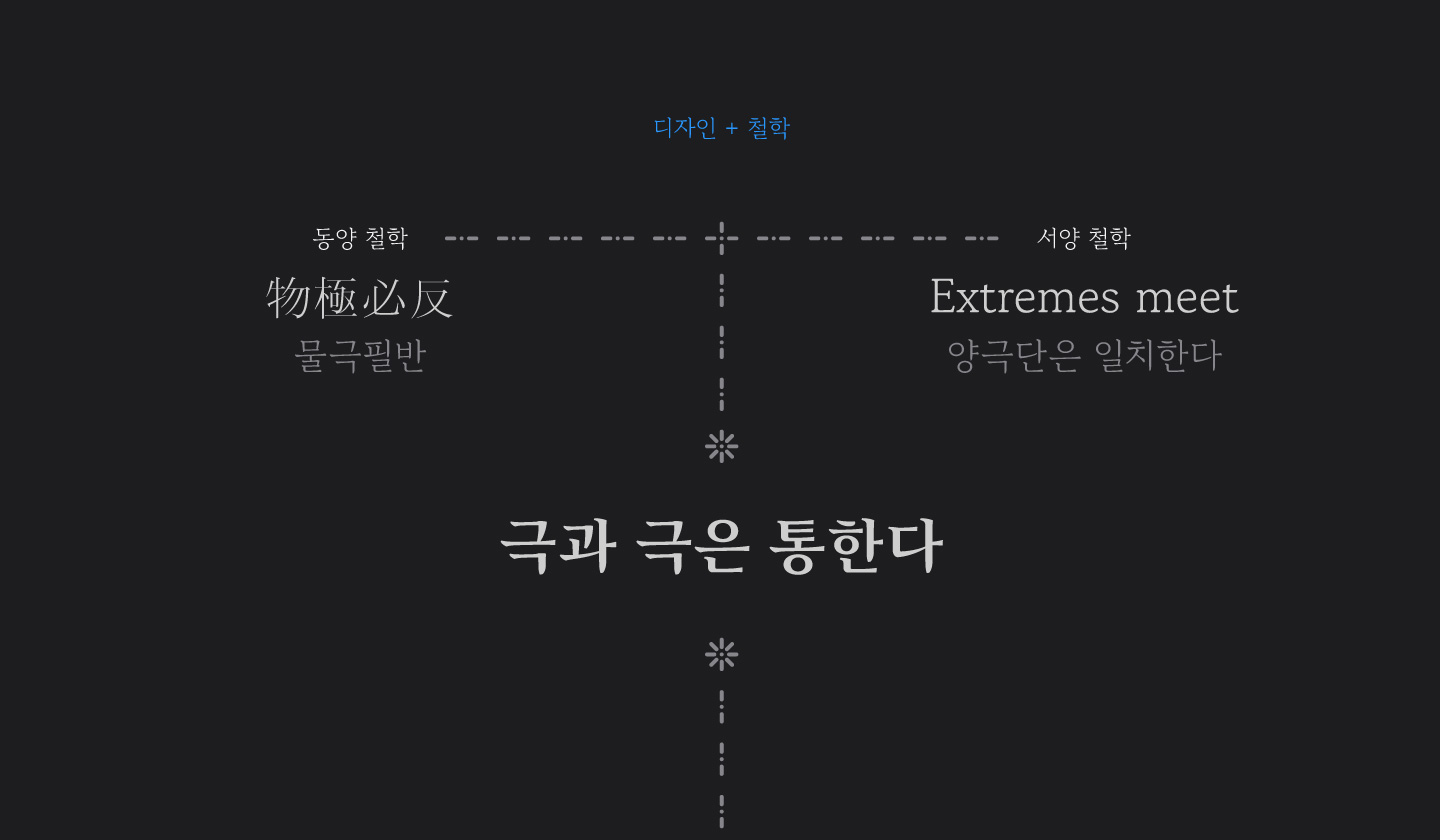 디자인 + 철학
동양 철학
物極必反
물극필반
서양 철학
Extremes meet
양극단은 일치한다
극과 극은 통한다